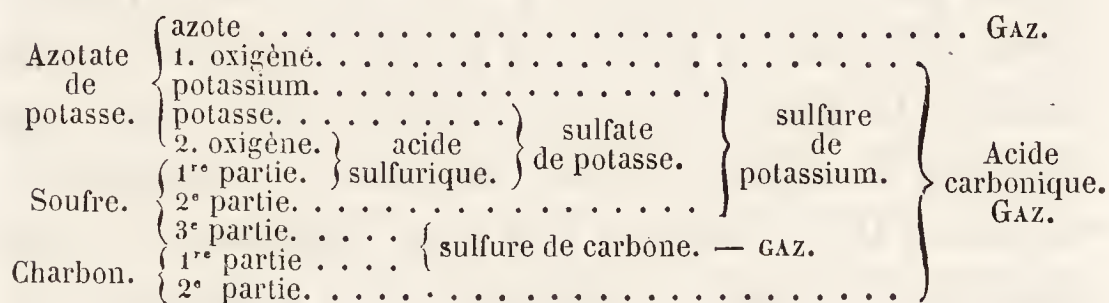 azote . . . . . . . . . . . . . . . . . . . . . . . . . . . . . . . . . GAZ.
Azotate 1. oxigène. . . . . . . . . . . . . . . . . . . . . . . . . . .
de potassium. . . . . . . . . . . . . . . . . . . sulfure
potasse. potasse. . . . . . . . . . . sulfate de
2. oxigène. acide de potasse. potassium. Acide
1re partie. sulfurique. carbonique.
Soufre. 2e partie. . . . . . . . . . . . . . . . . . . . GAZ.
3e partie. . . . . sulfure de carbone. — GAZ.
Charbon. 1re partie . . . .
2e partie. . . . . . . . . . . . . . . . . . . . . . . . . . . .